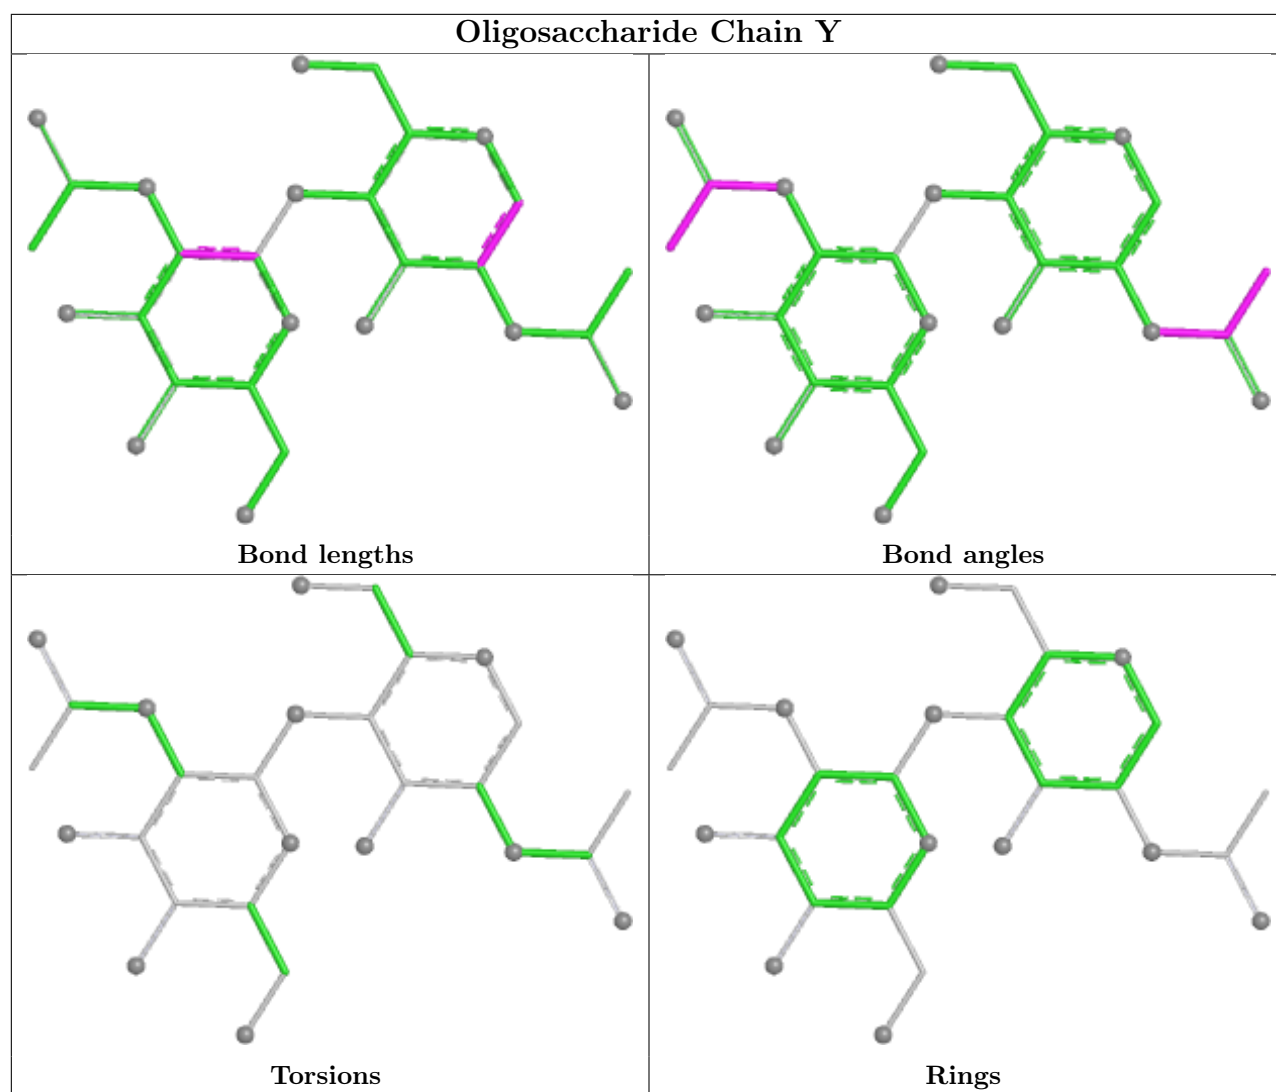 Oligosaccharide Chain Y
Bond lengths
Bond angles
Torsions
Rings